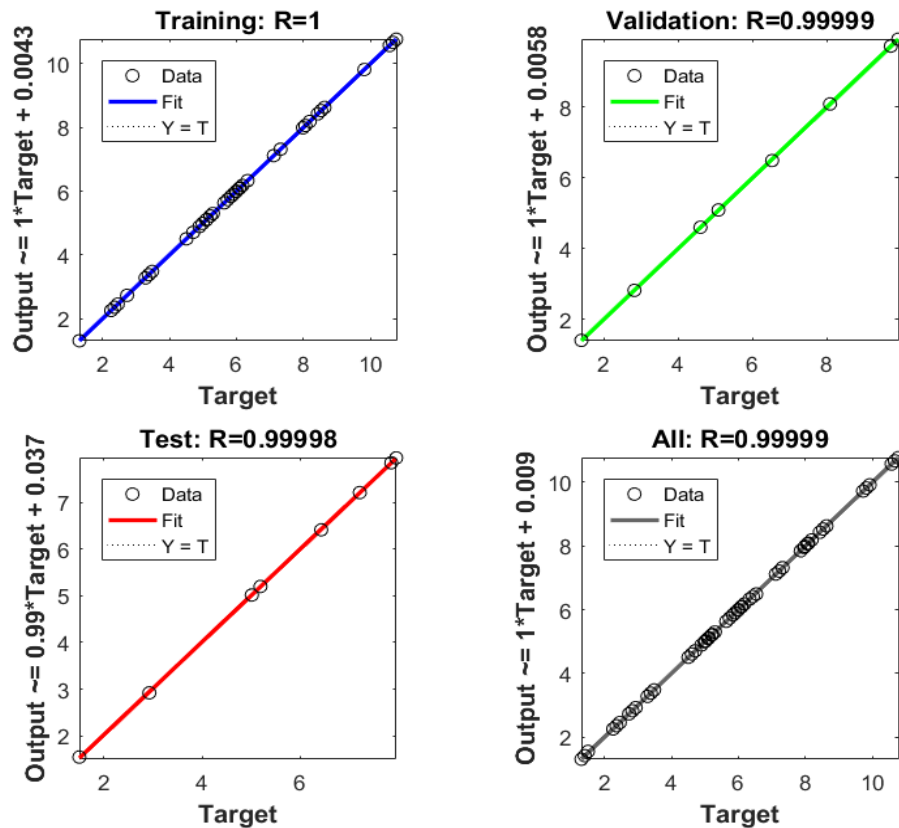 Training: R=1
Output ~= 1*Target + 0.0043
10
8
6
4
2
Data
Fit
Y = T
2
4
6
8
10
Target
Validation: R=0.99999
Output ~= 1*Target + 0.0058
8
6
4
2
Data
Fit
Y = T
2
4
6
8
Target
Test: R=0.99998
Output ~= 0.99*Target + 0.037
7
6
5
4
3
2
Data
Fit
Y = T
2
4
6
Target
All: R=0.99999
Output ~= 1*Target + 0.009
10
8
6
4
2
Data
Fit
Y = T
2
4
6
8
10
Target